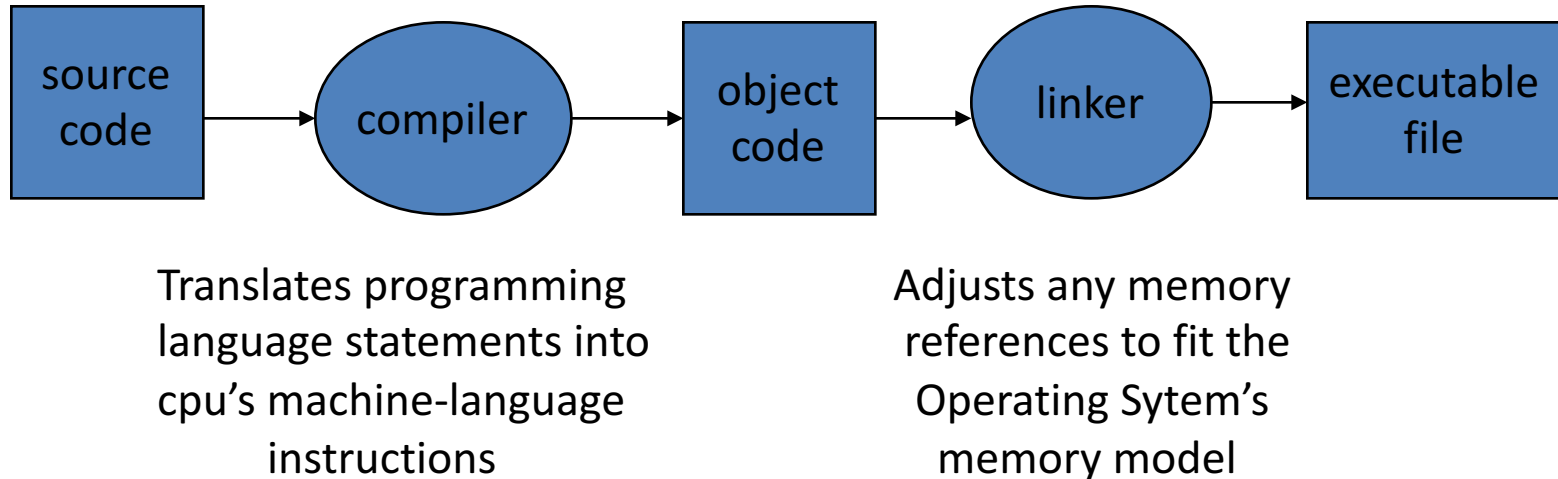 source
code
compiler
object
code
linker
executable
file
Translates programming
language statements into
cpu’s machine-language
instructions
Adjusts any memory
references to fit the
Operating Sytem’s
memory model